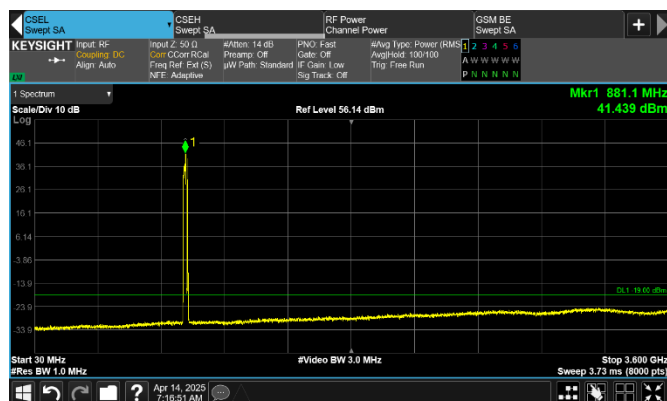 CSEL
Swept SA
CSEH
Swept SA
RF Power
Channel Power
GSM BE
Swept SA
KEYSIGHT
Input: RF
Coupling: DC
Align: Auto
Input Z: 50 Ω
Corr CCorr RCal
Freq Ref: Ext (S)
NFE: Adaptive
#Atten: 14 dB
Preamp: Off
µW Path: Standard
PNO: Fast
Gate: Off
IF Gain: Low
Sig Track: Off
#Avg Type: Power (RMS)
Avg|Hold: 100/100
Trig: Free Run
1 2 3 4 5 6
A W W W W W
P N N N N N
1 Spectrum
Scale/Div 10 dB
Ref Level 56.14 dBm
Mkr1 881.1 MHz
41.439 dBm
Log
46.1
1
36.1
26.1
16.1
6.14
-3.86
-13.9
DL1 -19.00 dBm
-23.9
-33.9
Start 30 MHz
#Video BW 3.0 MHz
Stop 3.600 GHz
#Res BW 1.0 MHz
Sweep 3.73 ms (8000 pts)
Apr 14, 2025
7:16:51 AM